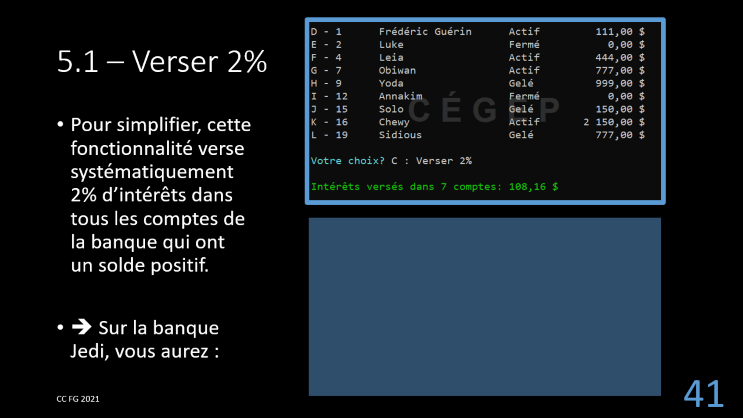 5.1 – Verser 2%
• Pour simplifier, cette
fonctionnalité verse
systématiquement
2% d’intérêts dans
tous les comptes de
la banque qui ont
un solde positif.
• ➔ Sur la banque
Jedi, vous aurez :
D - 1 Frédéric Guérin Actif 111,00 $
E - 2 Luke Fermé 0,00 $
F - 4 Leia Actif 444,00 $
G - 7 Obiwan Actif 777,00 $
H - 9 Yoda Gelé 999,00 $
I - 12 Annakim Fermé 0,00 $
J - 15 Solo Gelé 150,00 $
K - 16 Chewy Actif 2 150,00 $
L - 19 Sidious Gelé 777,00 $
CÉGEP
Votre choix? C : Verser 2%
Intérêts versés dans 7 comptes: 108,16 $
CC FG 2021
41